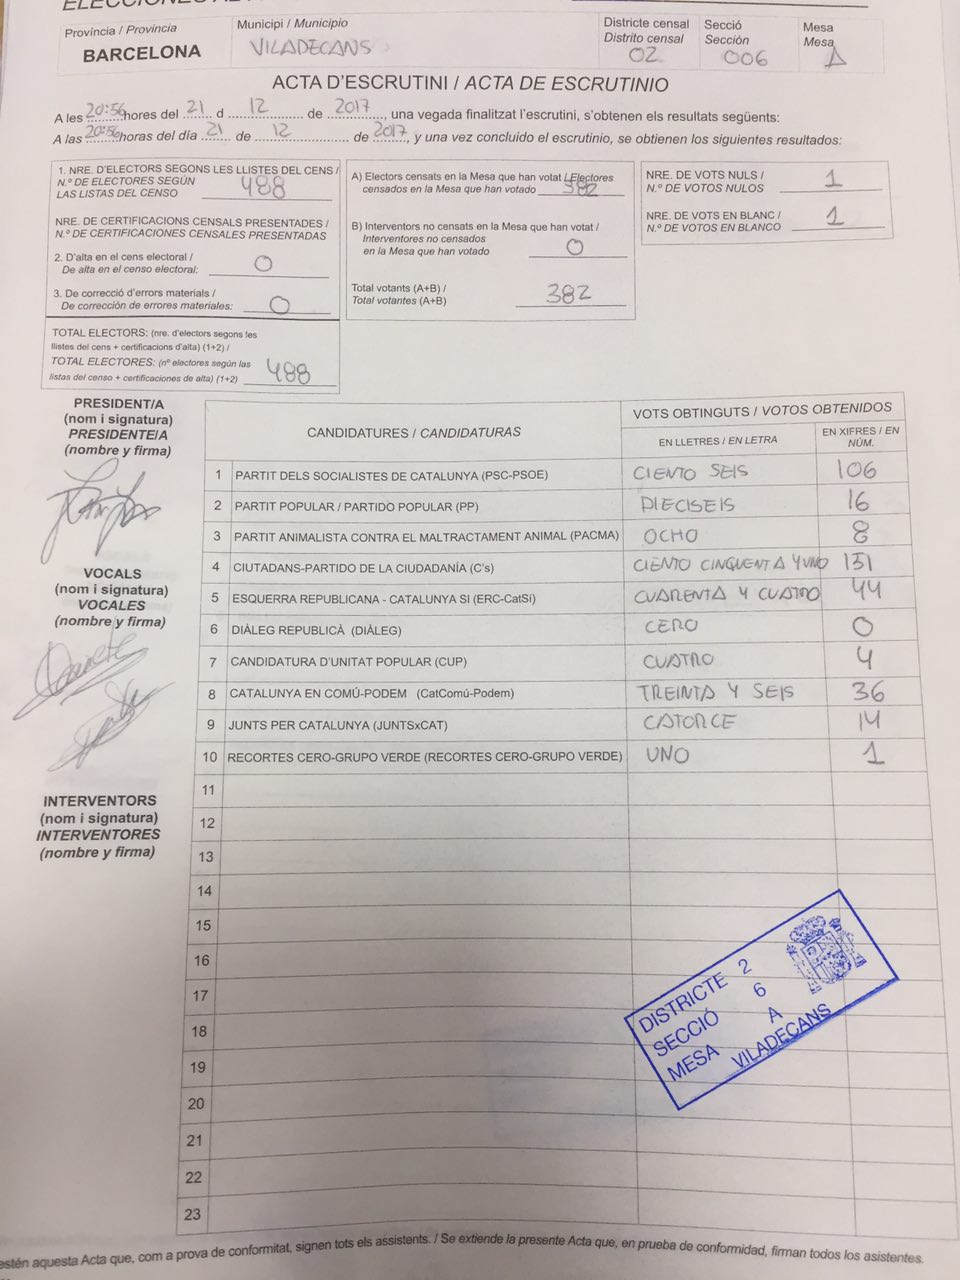 Província / Provincia
BARCELONA
Municipi / Municipio
VILADECANS
Districte censal
Distrito censal
02
Secció
Sección
006
Mesa
Mesa
A
ACTA D'ESCRUTINI / ACTA DE ESCRUTINIO
A les 20:56 hores del 21 d 12 de 2017, una vegada finalitzat l'escrutini, s'obtenen els resultats següents:
A las 20:56 horas del día 21 de 12 de 2017, y una vez concluido el escrutinio, se obtienen los siguientes resultados:
1. NRE. D'ELECTORS SEGONS LES LLISTES DEL CENS /
N.º DE ELECTORES SEGÚN
LAS LISTAS DEL CENSO 488
NRE. DE CERTIFICACIONS CENSALS PRESENTADES /
N.º DE CERTIFICACIONES CENSALES PRESENTADAS
2. D'alta en el cens electoral /
De alta en el censo electoral: 0
3. De correcció d'errors materials /
De corrección de errores materiales: 0
TOTAL ELECTORS: (nre. d'electors segons les
llistes del cens + certificacions d'alta) (1+2) /
TOTAL ELECTORES: (nº electores según las
listas del censo + certificaciones de alta) (1+2) 488
A) Electors censats en la Mesa que han votat / Electores
censados en la Mesa que han votado 382
B) Interventors no censats en la Mesa que han votat /
Interventores no censados
en la Mesa que han votado 0
Total votants (A+B) /
Total votantes (A+B) 382
NRE. DE VOTS NULS /
N.º DE VOTOS NULOS 1
NRE. DE VOTS EN BLANC /
N.º DE VOTOS EN BLANCO 1
PRESIDENT/A
(nom i signatura)
PRESIDENTE/A
(nombre y firma)
VOCALS
(nom i signatura)
VOCALES
(nombre y firma)
INTERVENTORS
(nom i signatura)
INTERVENTORES
(nombre y firma)
CANDIDATURES / CANDIDATURAS
VOTS OBTINGUTS / VOTOS OBTENIDOS
EN LLETRES / EN LETRA
EN XIFRES / EN
NÚM.
1 PARTIT DELS SOCIALISTES DE CATALUNYA (PSC-PSOE) CIENTO SEIS 106
2 PARTIT POPULAR / PARTIDO POPULAR (PP) DIECISEIS 16
3 PARTIT ANIMALISTA CONTRA EL MALTRACTAMENT ANIMAL (PACMA) OCHO 8
4 CIUTADANS-PARTIDO DE LA CIUDADANÍA (C's) CIENTO CINQUENTA Y UNO 151
5 ESQUERRA REPUBLICANA - CATALUNYA SI (ERC-CatSí) CUARENTA Y CUATRO 44
6 DIÀLEG REPUBLICÀ (DIÀLEG) CERO 0
7 CANDIDATURA D'UNITAT POPULAR (CUP) CUATRO 4
8 CATALUNYA EN COMÚ-PODEM (CatComú-Podem) TREINTA Y SEIS 36
9 JUNTS PER CATALUNYA (JUNTSxCAT) CATORCE 14
10 RECORTES CERO-GRUPO VERDE (RECORTES CERO-GRUPO VERDE) UNO 1
11
12
13
14
15
16
17
18
19
20
21
22
23
DISTRICTE 2
SECCIÓ 6
MESA A
VILADECANS
estén aquesta Acta que, com a prova de conformitat, signen tots els assistents. / Se extiende la presente Acta que, en prueba de conformidad, firman todos los asistentes.